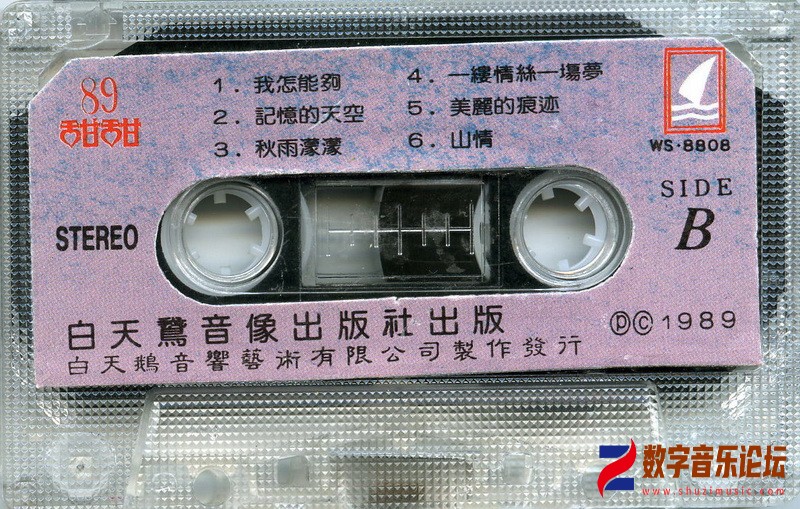 89
甜甜
1. 我怎能夠
2. 記憶的天空
3. 秋雨濛濛
4. 一縷情絲一場夢
5. 美麗的痕迹
6. 山情
WS·8808
SIDE
B
STEREO
白天鵞音像出版社出版
白天鵝音響藝術有限公司製作發行
ⓟⓒ1989
数字音乐论坛
www.shuzimusic.com